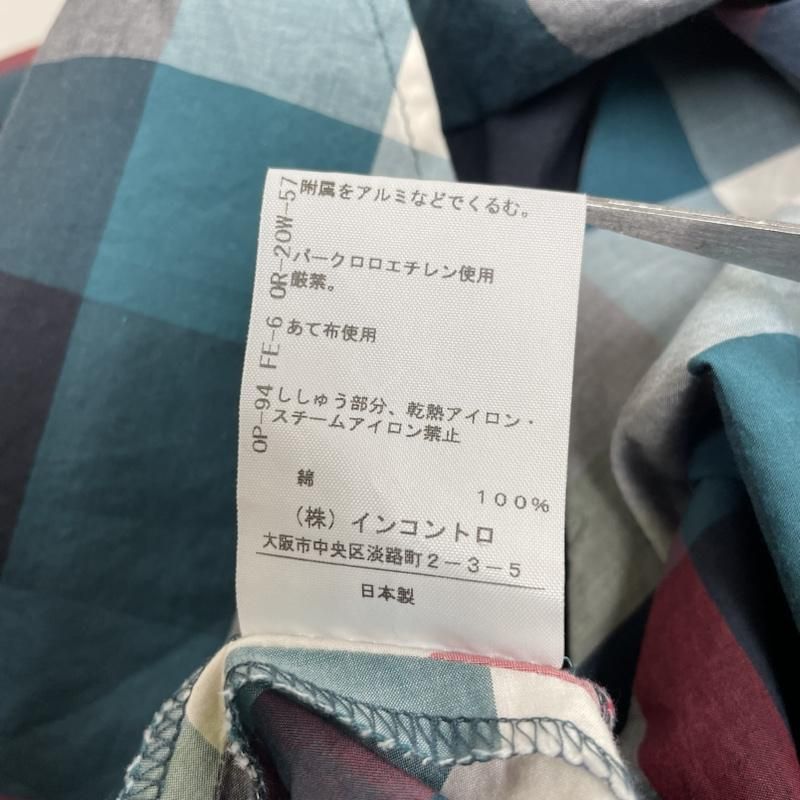 附属をアルミなどでくるむ。
パークロロエチレン使用
厳禁。
あて布使用
ししゅう部分、乾熱アイロン・
スチームアイロン禁止
綿 100%
(株)インコントロ
大阪市中央区淡路町2-3-5
日本製
OP-94 FE-6 OR-20W-57